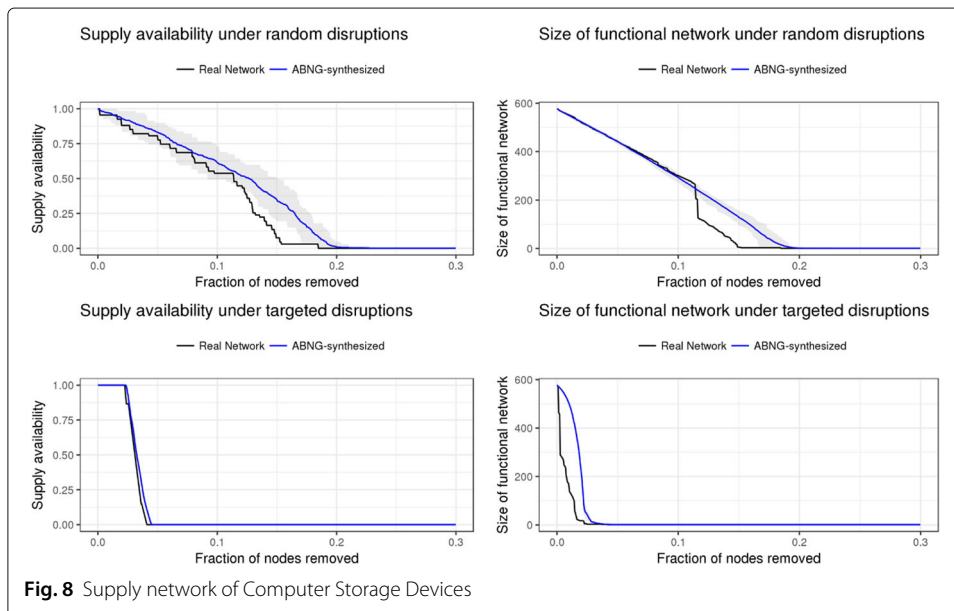 Supply availability under random disruptions
Real Network ABNG-synthesized
1.00
0.75
0.50
0.25
0.00
Supply availability
0.0 0.1 0.2 0.3
Fraction of nodes removed
Size of functional network under random disruptions
Real Network ABNG-synthesized
600
400
200
0
Size of functional network
0.0 0.1 0.2 0.3
Fraction of nodes removed
Supply availability under targeted disruptions
Real Network ABNG-synthesized
1.00
0.75
0.50
0.25
0.00
Supply availability
0.0 0.1 0.2 0.3
Fraction of nodes removed
Size of functional network under targeted disruptions
Real Network ABNG-synthesized
600
400
200
0
Size of functional network
0.0 0.1 0.2 0.3
Fraction of nodes removed
Fig. 8 Supply network of Computer Storage Devices